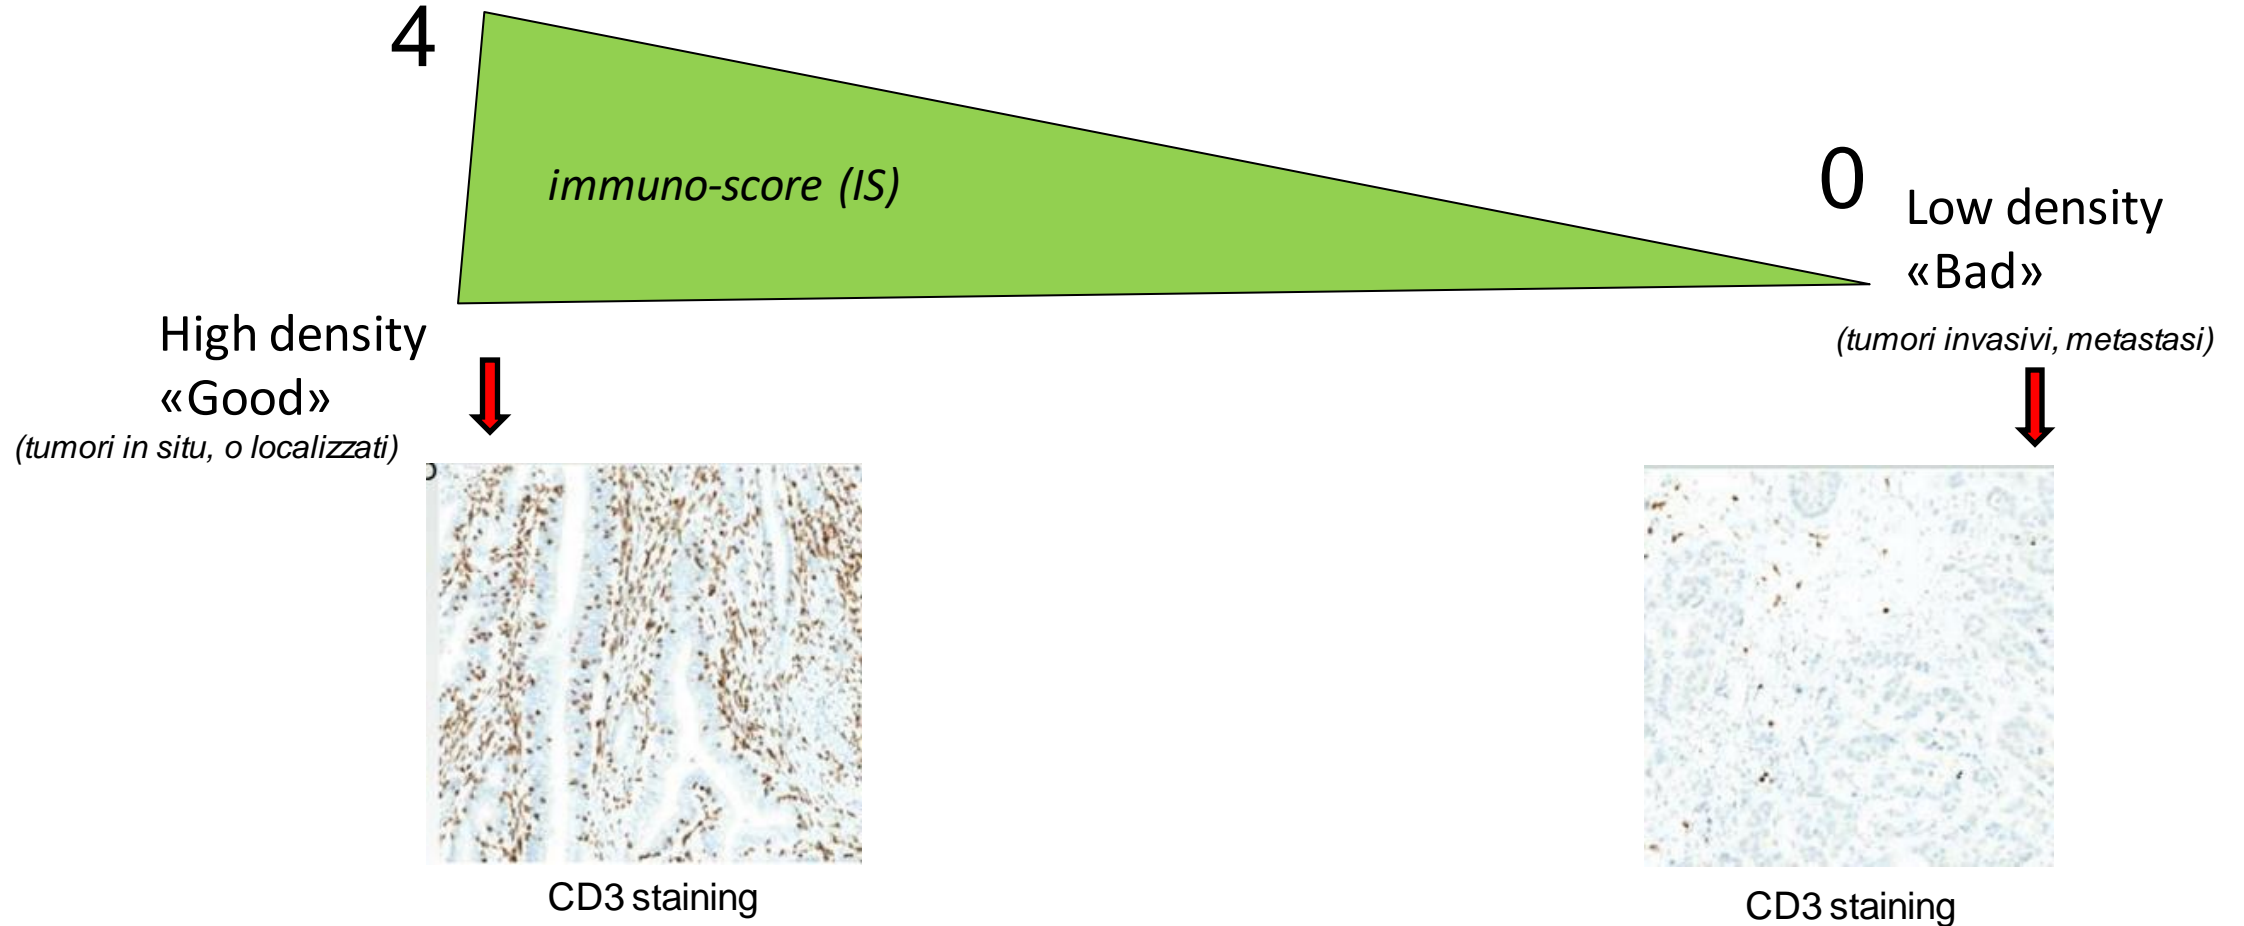 4
immuno-score (IS)
0
Low density
«Bad»
(tumori invasivi, metastasi)
High density
«Good»
(tumori in situ, o localizzati)
CD3 staining
CD3 staining